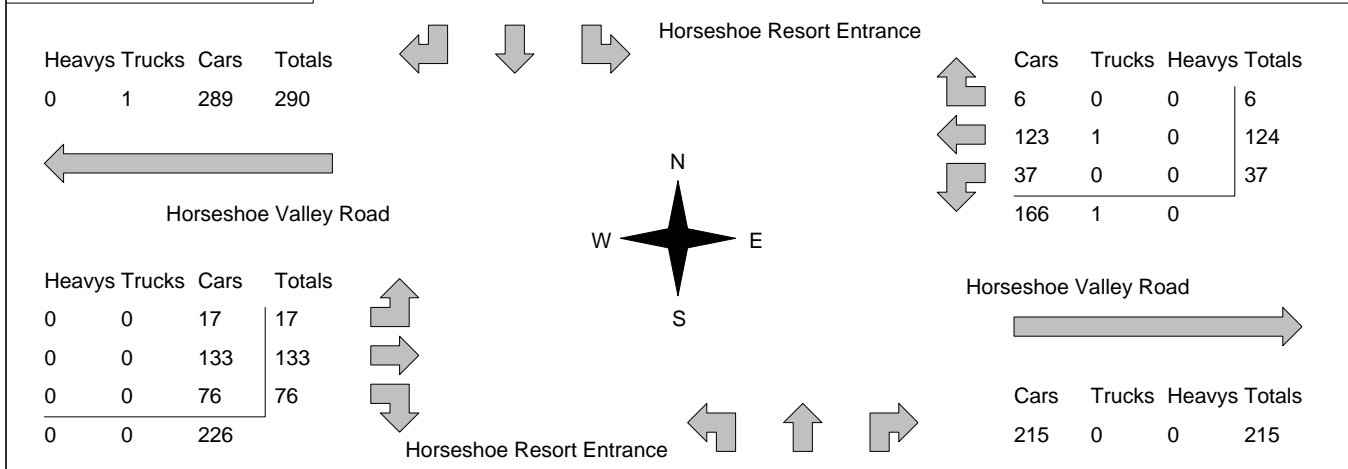 Horseshoe Resort Entrance
Heavys Trucks Cars Totals
0 1 289 290
Cars Trucks Heavys Totals
6 0 0 6
123 1 0 124
37 0 0 37
166 1 0
Horseshoe Valley Road
N
W E
S
Heavys Trucks Cars Totals
0 0 17 17
0 0 133 133
0 0 76 76
0 0 226
Horseshoe Valley Road
Cars Trucks Heavys Totals
215 0 0 215
Horseshoe Resort Entrance